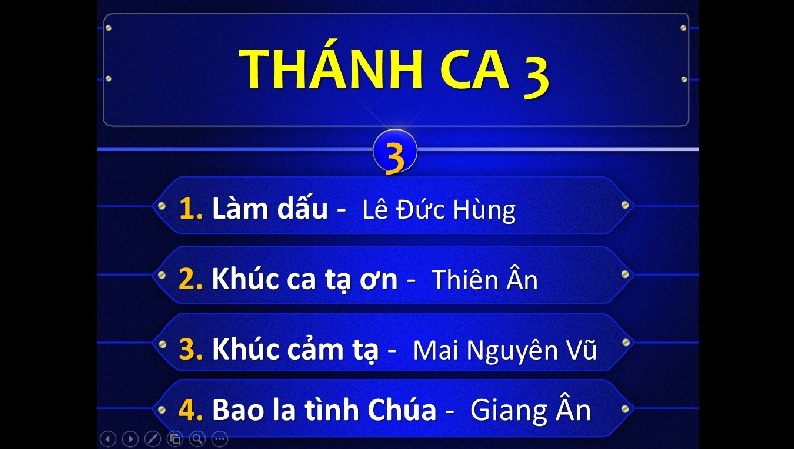 THÁNH CA 3
3
1. Làm dấu - Lê Đức Hùng
2. Khúc ca tạ ơn - Thiên Ân
3. Khúc cảm tạ - Mai Nguyên Vũ
4. Bao la tình Chúa - Giang Ân